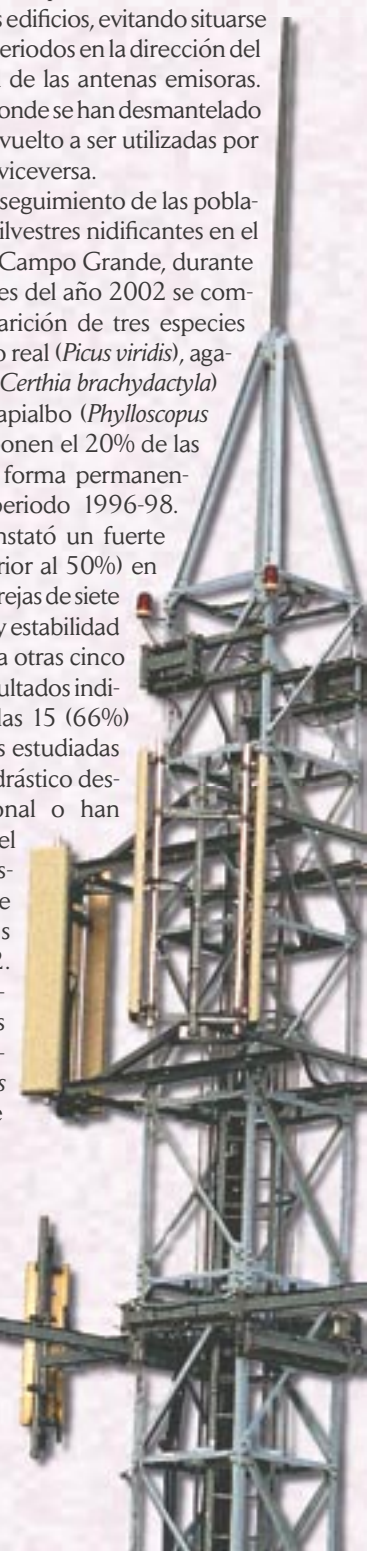 s edificios, evitando situarse
eriodos en la dirección del
de las antenas emisoras.
onde se han desmantelado
vuelto a ser utilizadas por
viceversa.
seguimiento de las pobla-
ilvestres nidificantes en el
Campo Grande, durante
es del año 2002 se com-
arición de tres especies
o real (Picus viridis), aga-
Certhia brachydactyla)
apialbo (Phylloscopus
onen el 20% de las
forma permanen-
periodo 1996-98.
nstató un fuerte
rior al 50%) en
rejas de siete
y estabilidad
a otras cinco
ultados indi-
las 15 (66%)
s estudiadas
drástico des-
onal o han
el
s-
e
s
2.
-
s
-
s
e